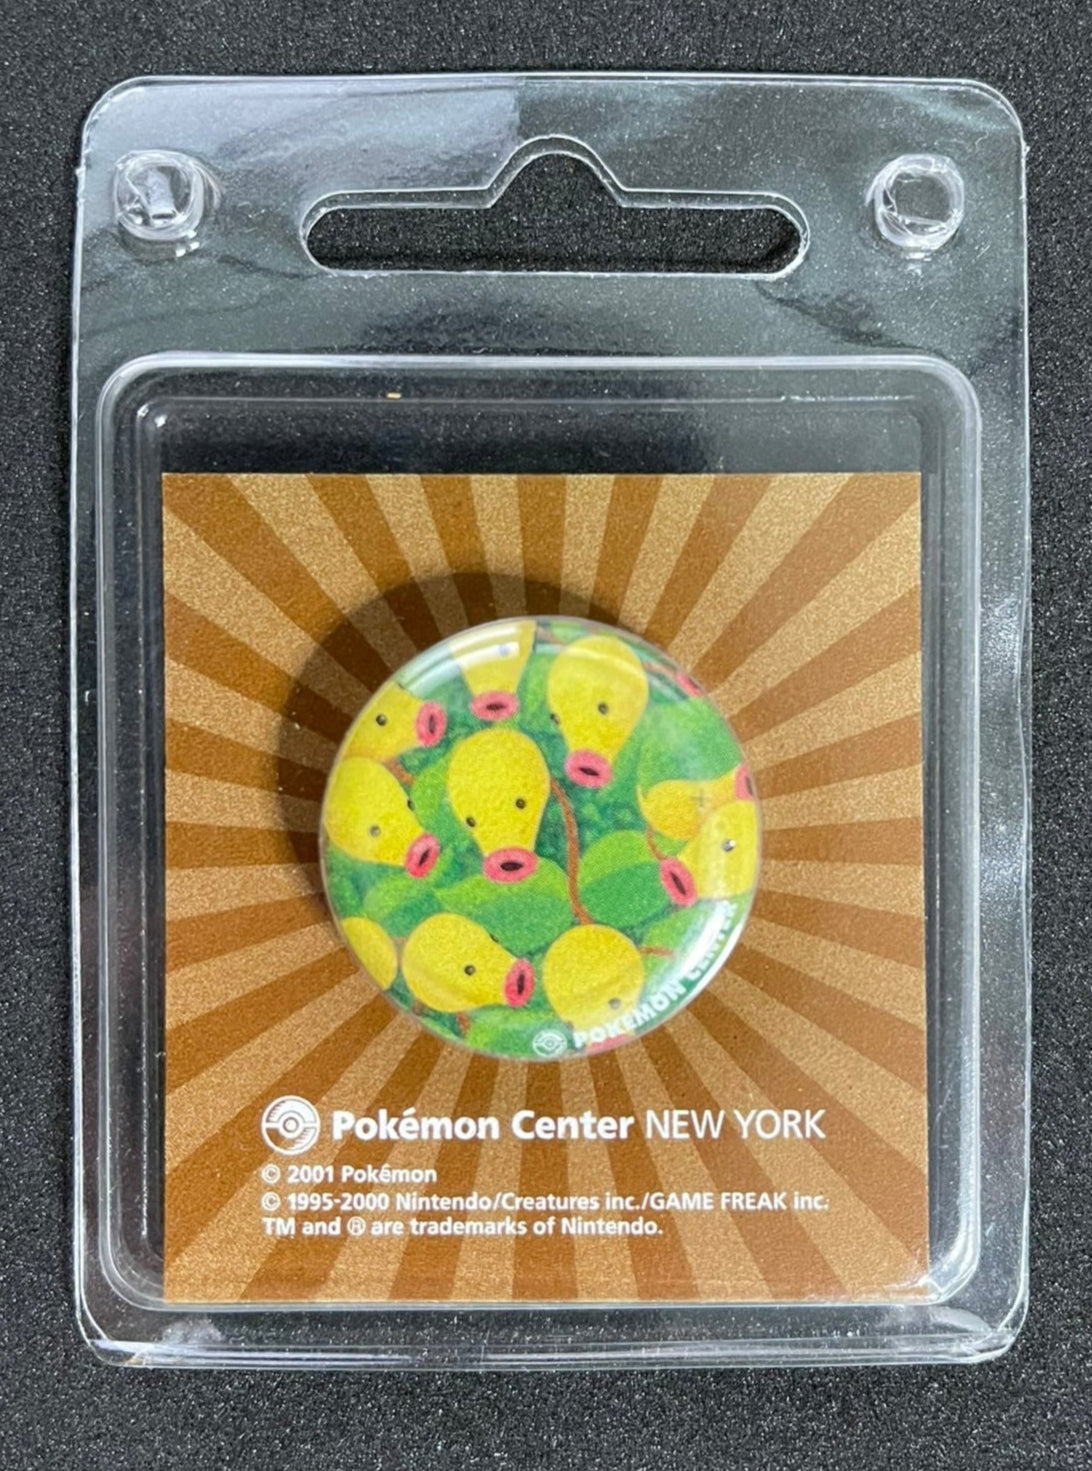 POKÉMON CENTER
Pokémon Center NEW YORK
© 2001 Pokémon
© 1995-2000 Nintendo/Creatures inc./GAME FREAK inc.
TM and ® are trademarks of Nintendo.